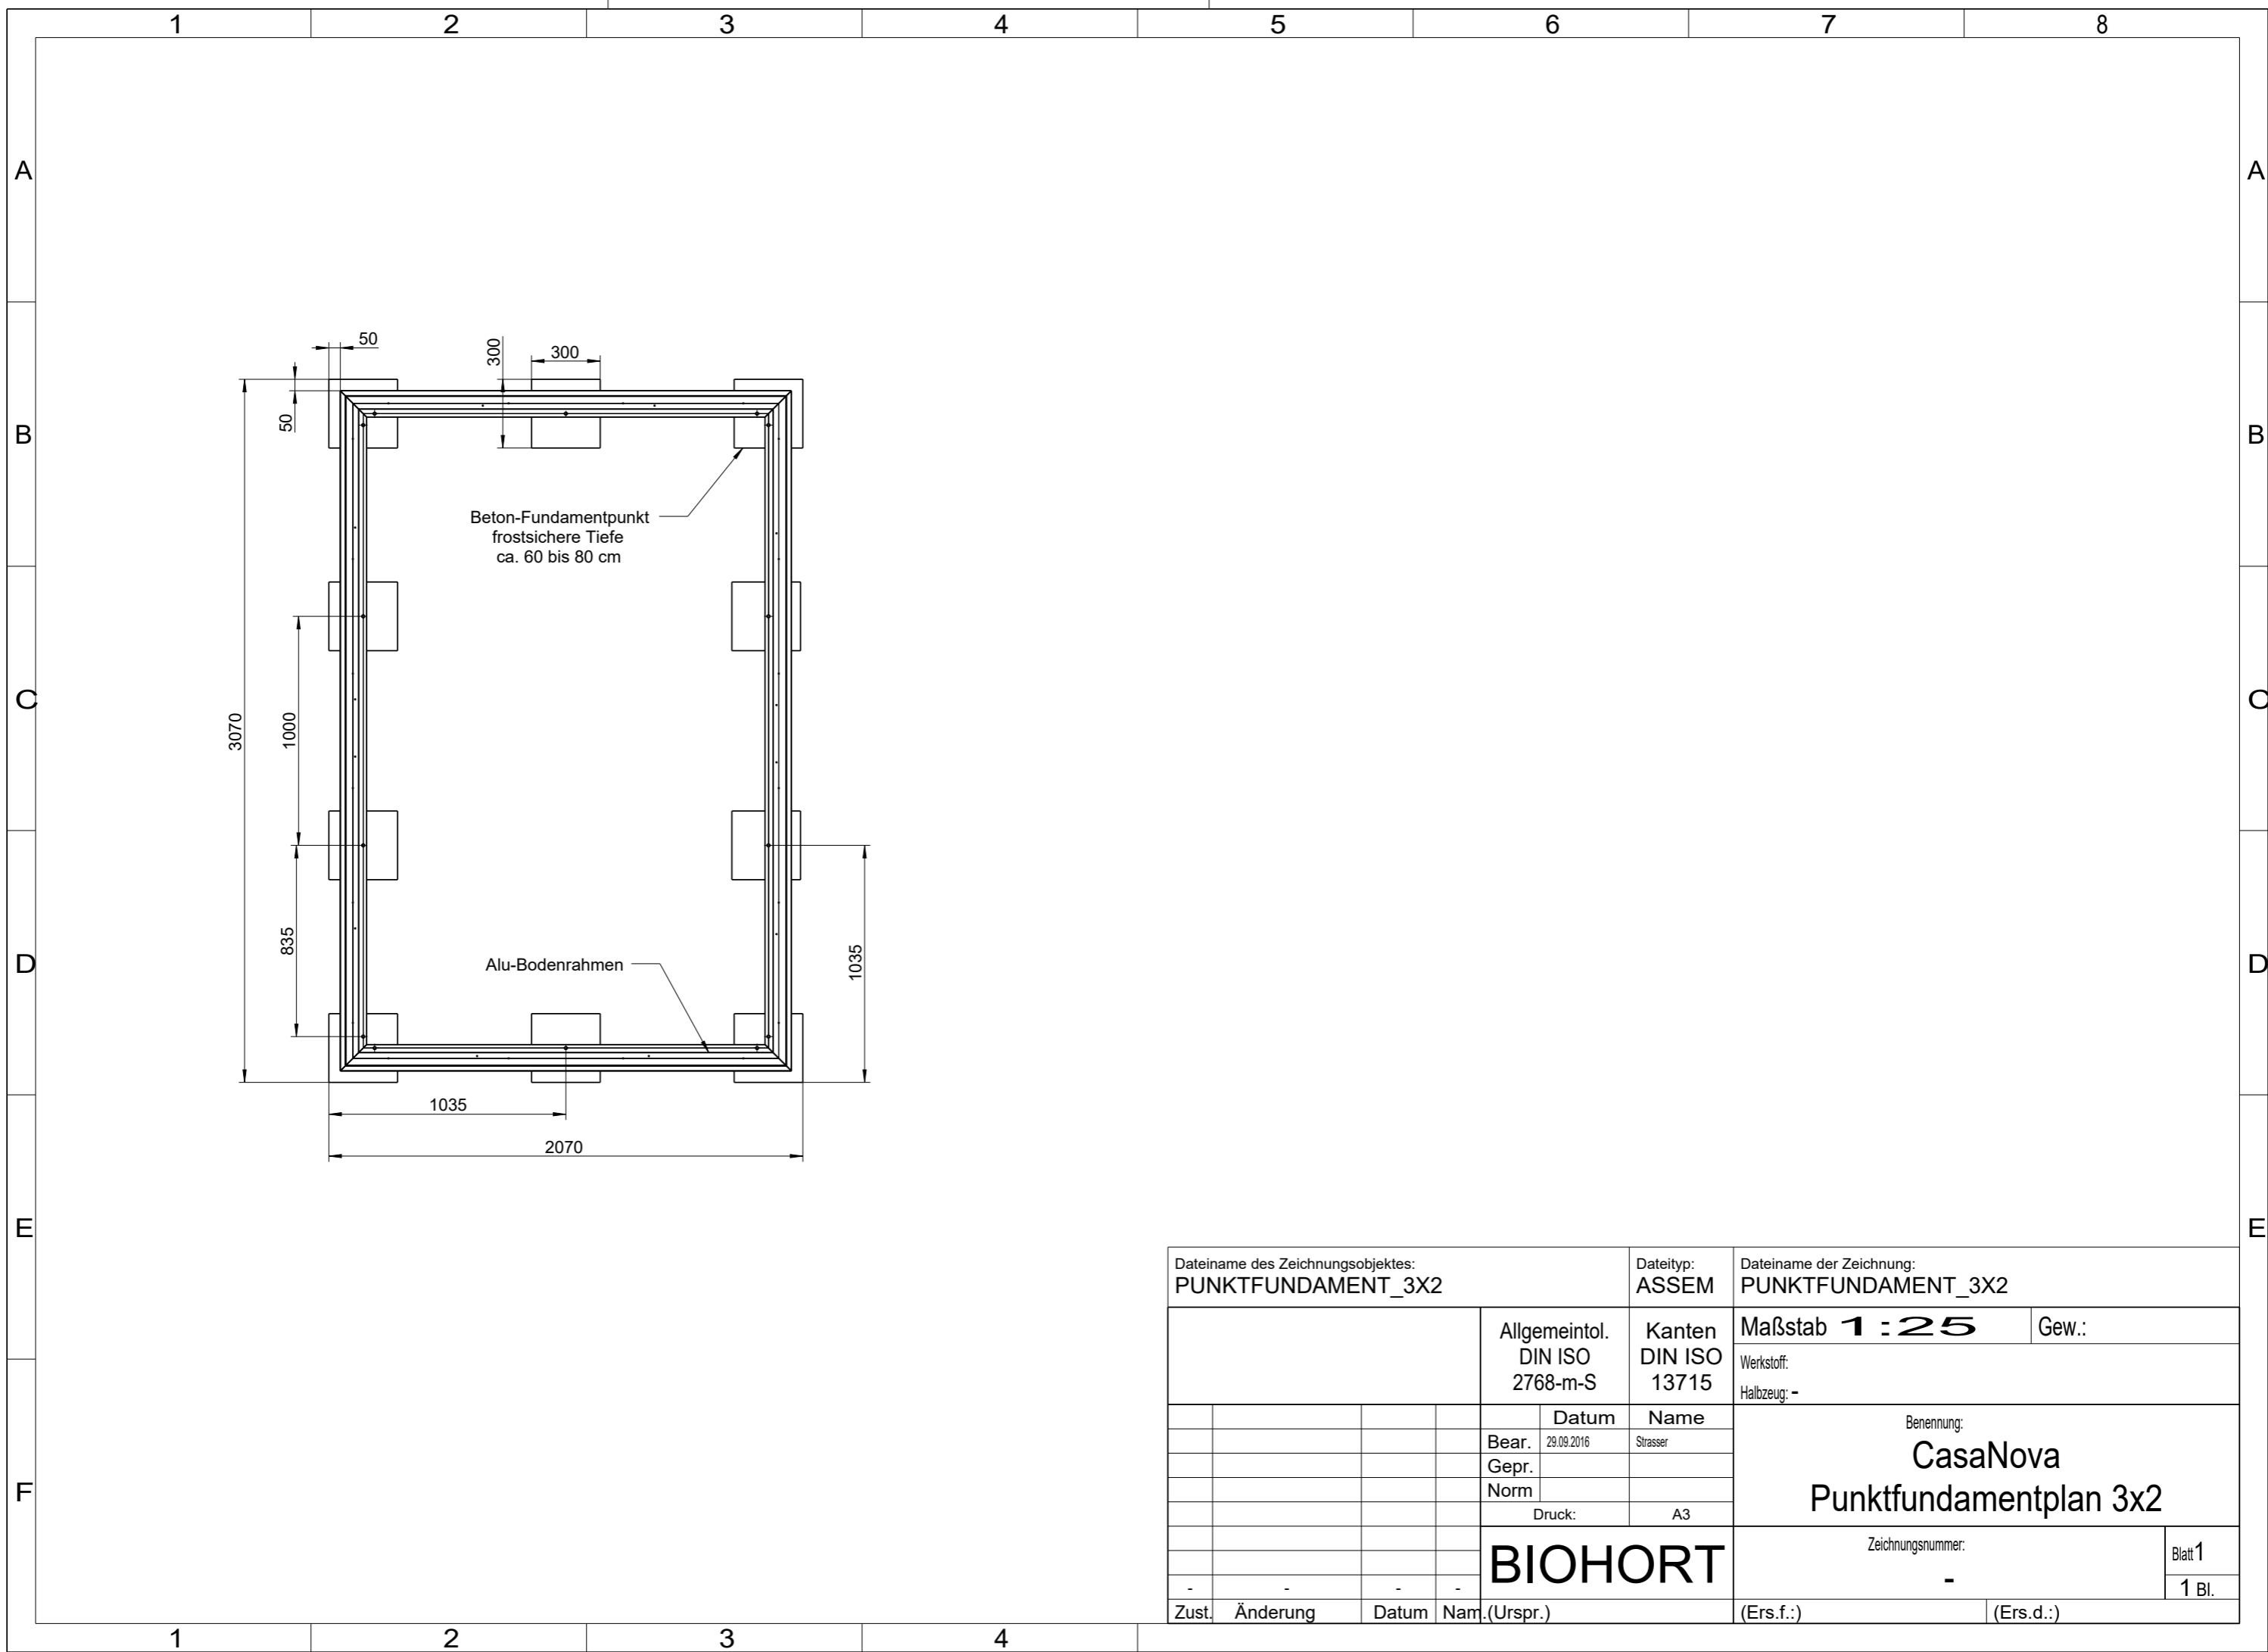 1 2 3 4 5 6 7 8
A A
50
300
300
50
B B
Beton-Fundamentpunkt
frostsichere Tiefe
ca. 60 bis 80 cm
C C
3070
1000
835
1035
D D
Alu-Bodenrahmen
1035
2070
E E
Dateiname des Zeichnungsobjektes:
PUNKTFUNDAMENT_3X2
Dateityp:
ASSEM
Dateiname der Zeichnung:
PUNKTFUNDAMENT_3X2
Allgemeintol.
DIN ISO
2768-m-S
Kanten
DIN ISO
13715
Maßstab 1:25
Gew.:
Werkstoff:
Halbzeug: -
Datum Name
Bear. 29.09.2016 Strasser
Gepr.
Norm
Druck: A3
Benennung:
CasaNova
Punktfundamentplan 3x2
F
BIOHORT
Zeichnungsnummer:
-
Blatt 1
1 Bl.
- - - -
Zust. Änderung Datum Nam. (Urspr.) (Ers.f.:) (Ers.d.:)
1 2 3 4